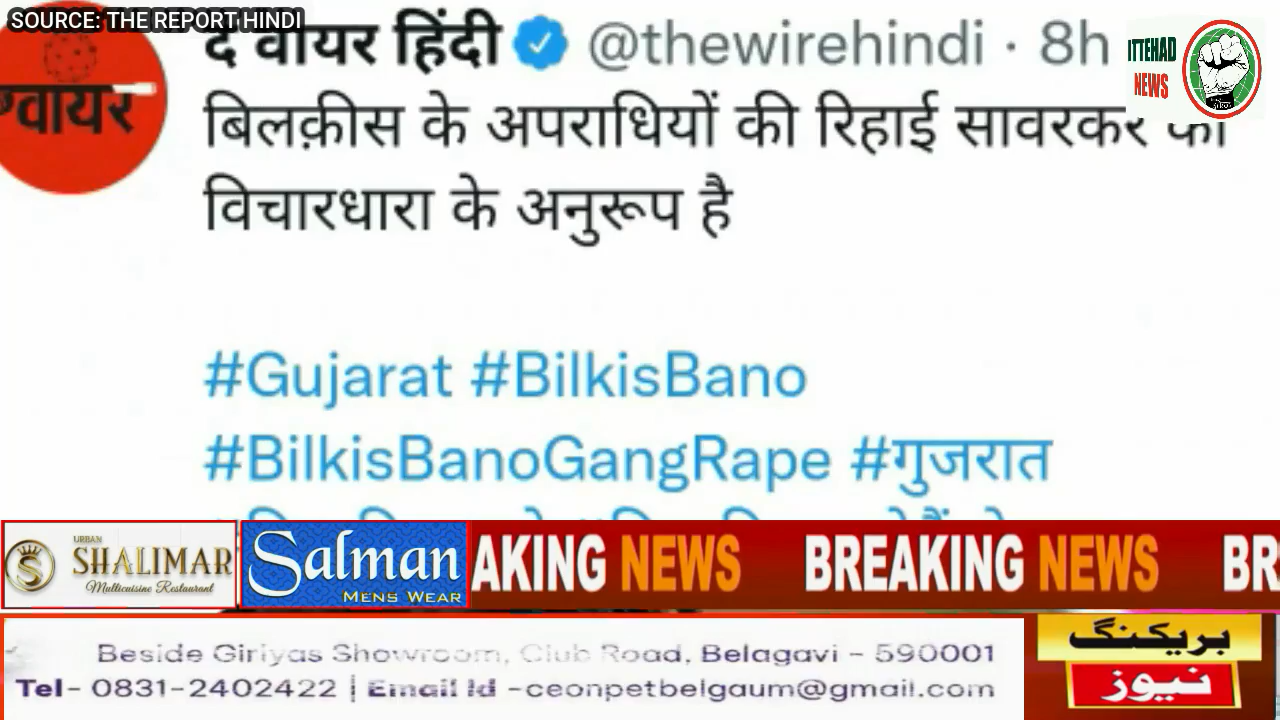 SOURCE: THE REPORT HINDI
द वायर हिंदी @thewirehindi · 8h
ITTEHAD
NEWS
बिलक़ीस के अपराधियों की रिहाई सावरकर की
विचारधारा के अनुरूप है
#Gujarat #BilkisBano
#BilkisBanoGangRape #गुजरात
URBAN
SHALIMAR
Multicuisine Restaurant
Salman
MENS WEAR
AKING NEWS BREAKING NEWS BR
Beside Giriyas Showroom, Club Road, Belagavi - 590001
Tel- 0831-2402422 | Email Id -ceonpetbelgaum@gmail.com
بریکنگ
نیوز